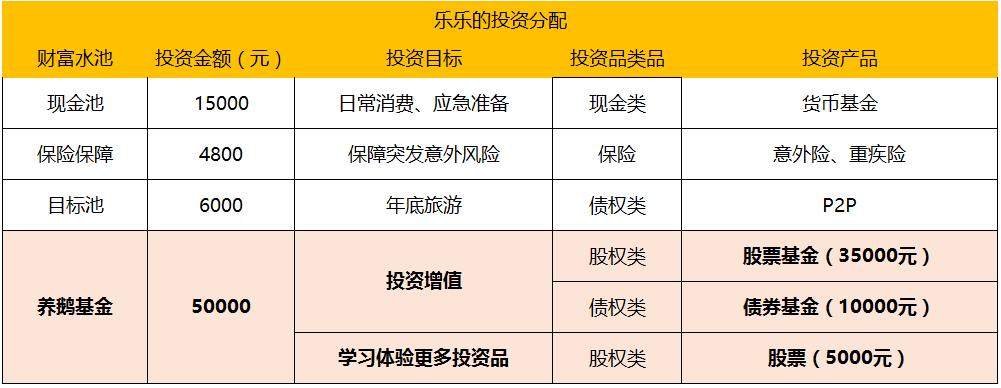 乐乐的投资分配
财富水池 投资金额（元） 投资目标 投资品类品 投资产品
现金池 15000 日常消费、应急准备 现金类 货币基金
保险保障 4800 保障突发意外风险 保险 意外险、重疾险
目标池 6000 年底旅游 债权类 P2P
养鹅基金 50000 投资增值 股权类 股票基金（35000元）
债权类 债券基金（10000元）
学习体验更多投资品 股权类 股票（5000元）